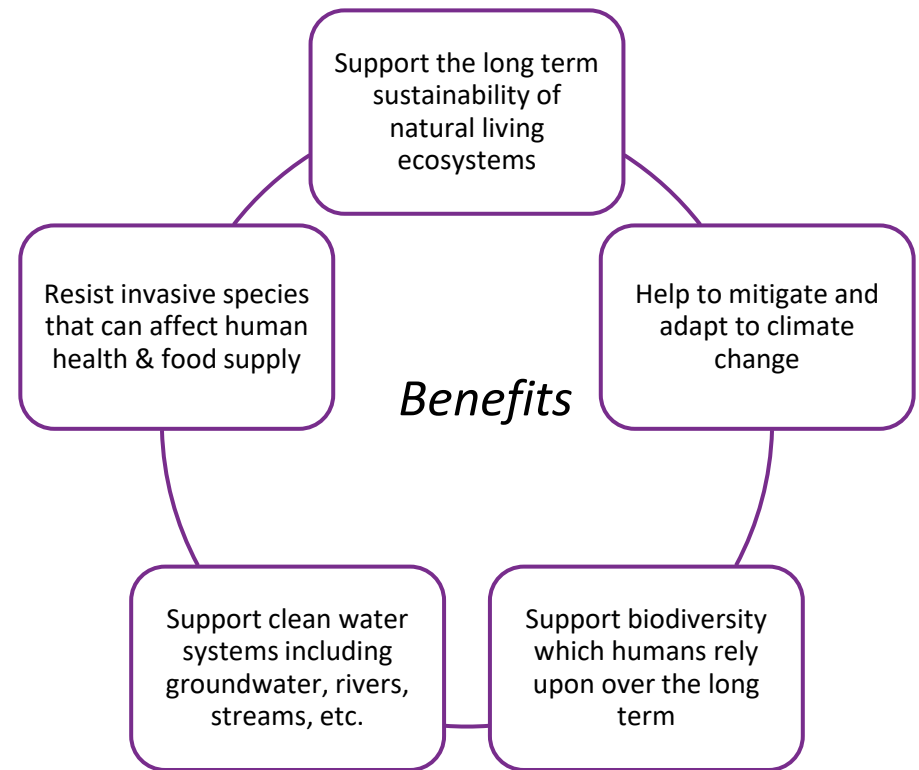 Support the long term
sustainability of
natural living
ecosystems
Help to mitigate and
adapt to climate
change
Support biodiversity
which humans rely
upon over the long
term
Support clean water
systems including
groundwater, rivers,
streams, etc.
Resist invasive species
that can affect human
health & food supply
Benefits